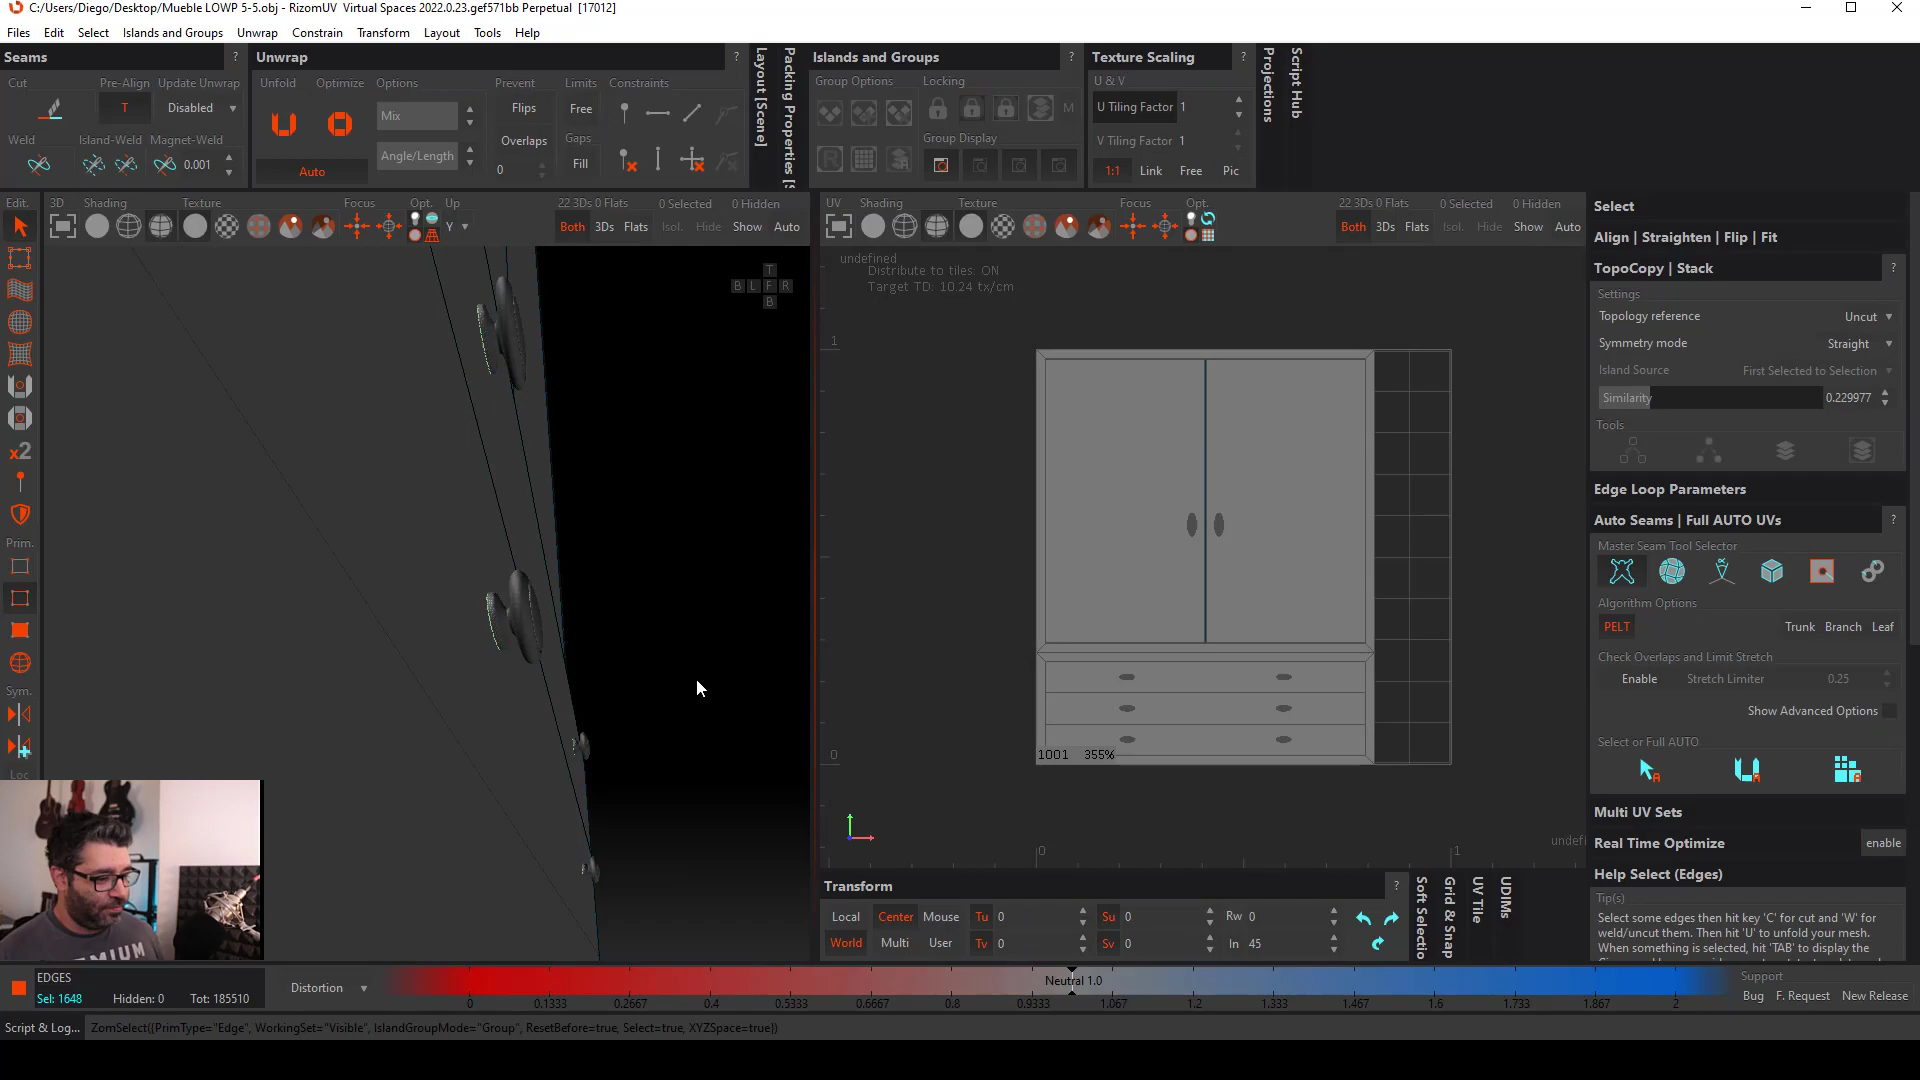 C:/Users/Diego/Desktop/Mueble LOWP 5-5.obj - RizomUV Virtual Spaces 2022.0.23.gef571bb Perpetual [17012]
Files Edit Select Islands and Groups Unwrap Constrain Transform Layout Tools Help
Seams ?
Cut Pre-Align Update Unwrap
T Disabled
Weld Island-Weld Magnet-Weld
0.001
Unwrap ?
Unfold Optimize Options Prevent Limits Constraints
Mix Flips Free
Overlaps Gaps
Angle/Length 0 Fill
Auto
Layout [Scene]
Packing Properties [S
Islands and Groups ?
Group Options Locking
M
Group Display
R
Texture Scaling ?
U & V
U Tiling Factor 1
V Tiling Factor 1
1:1 Link Free Pic
Projections
Script Hub
Edit.
3D Shading Texture Focus Opt. Up 22 3Ds 0 Flats 0 Selected 0 Hidden
Y Both 3Ds Flats Isol. Hide Show Auto
T
B L F R
B
x2
Prim.
Sym.
Loc
UV Shading Texture Focus Opt. 22 3Ds 0 Flats 0 Selected 0 Hidden
Both 3Ds Flats Isol. Hide Show Auto
undefined
Distribute to tiles: ON
Target TD: 10.24 tx/cm
1
0
1001 355%
undefi
0 1
Select
Align | Straighten | Flip | Fit
TopoCopy | Stack ?
Settings
Topology reference Uncut
Symmetry mode Straight
Island Source First Selected to Selection
Similarity 0.229977
Tools
Edge Loop Parameters
Auto Seams | Full AUTO UVs ?
Master Seam Tool Selector
Algorithm Options
PELT Trunk Branch Leaf
Check Overlaps and Limit Stretch
Enable Stretch Limiter 0.25
Show Advanced Options
Select or Full AUTO
Multi UV Sets
Real Time Optimize enable
Help Select (Edges)
Tip(s)
Select some edges then hit key 'C' for cut and 'W' for
weld/uncut them. Then hit 'U' to unfold your mesh.
When something is selected, hit 'TAB' to display the
Transform ?
Local Center Mouse Tu 0 Su 0 Rw 0
World Multi User Tv 0 Sv 0 In 45
Soft Selectio
Grid & Snap
UV Tile
UDIMs
EMIUM
EDGES
Sel: 1648 Hidden: 0 Tot: 185510
Distortion
Neutral 1.0
0 0.1333 0.2667 0.4 0.5333 0.6667 0.8 0.9333 1.067 1.2 1.333 1.467 1.6 1.733 1.867 2
Support
Bug F. Request New Release
Script & Log... ZomSelect({PrimType="Edge", WorkingSet="Visible", IslandGroupMode="Group", ResetBefore=true, Select=true, XYZSpace=true})